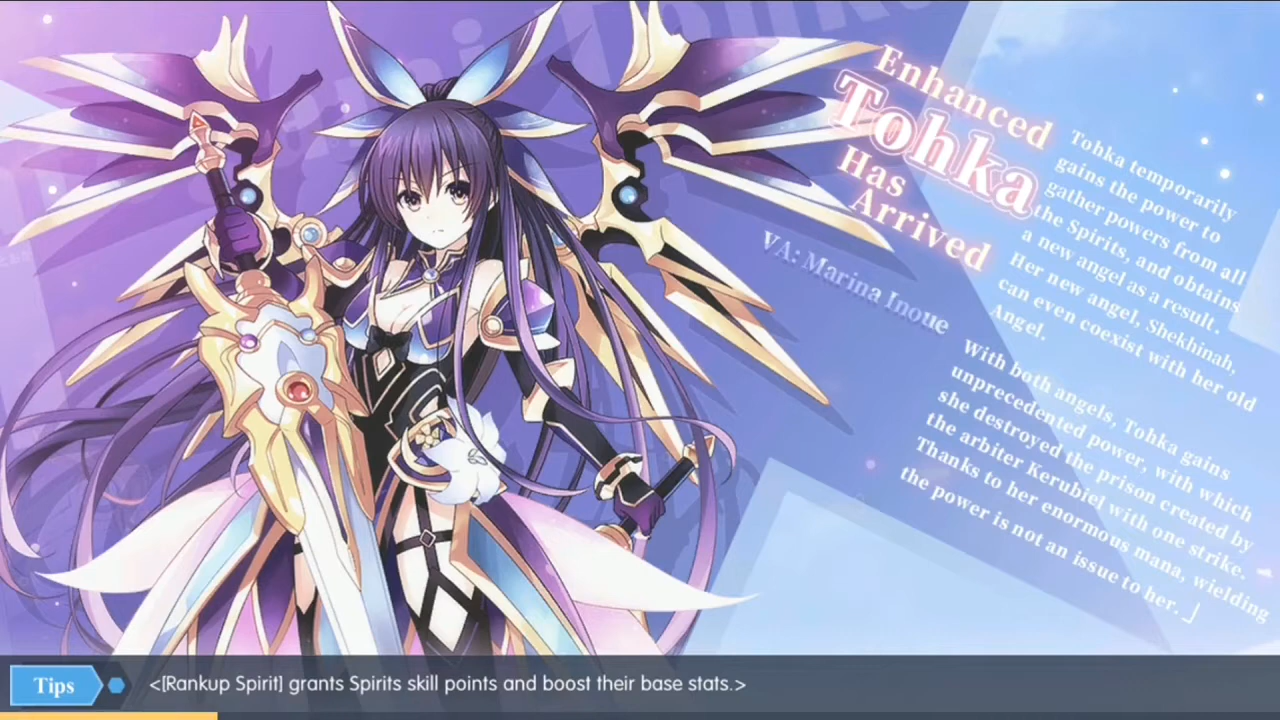 Enhanced
Tohka
Has
Arrived
VA: Marina Inoue
Tohka temporarily
gains the power to
gather powers from all
the Spirits, and obtains
a new angel as a result.
Her new angel, Shekhinah,
can even coexist with her old
Angel.
With both angels, Tohka gains
unprecedented power, with which
she destroyed the prison created by
the arbiter Kerubiel with one strike.
Thanks to her enormous mana, wielding
the power is not an issue to her.」
Tips
<[Rankup Spirit] grants Spirits skill points and boost their base stats.>